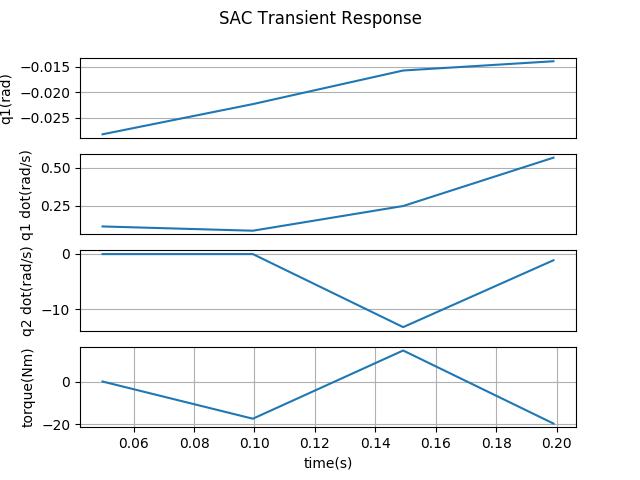 SAC Transient Response
q1(rad)
−0.015
−0.020
−0.025
q1 dot(rad/s)
0.50
0.25
q2 dot(rad/s)
0
−10
torque(Nm)
0
−20
0.06 0.08 0.10 0.12 0.14 0.16 0.18 0.20
time(s)